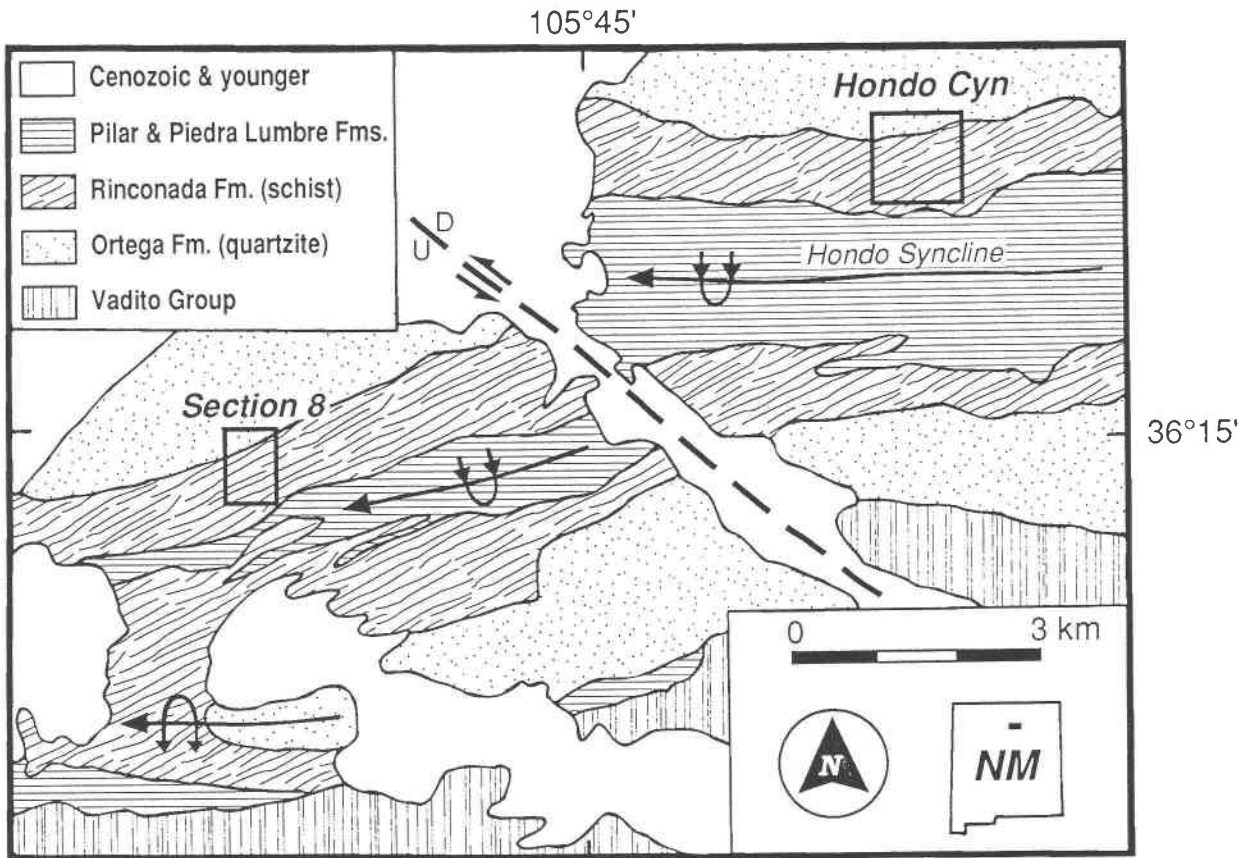 105°45'
Cenozoic & younger
Pilar & Piedra Lumbre Fms.
Rinconada Fm. (schist)
Ortega Fm. (quartzite)
Vadito Group
Hondo Cyn
D
U
Hondo Syncline
Section 8
36°15'
0 3 km
N
NM